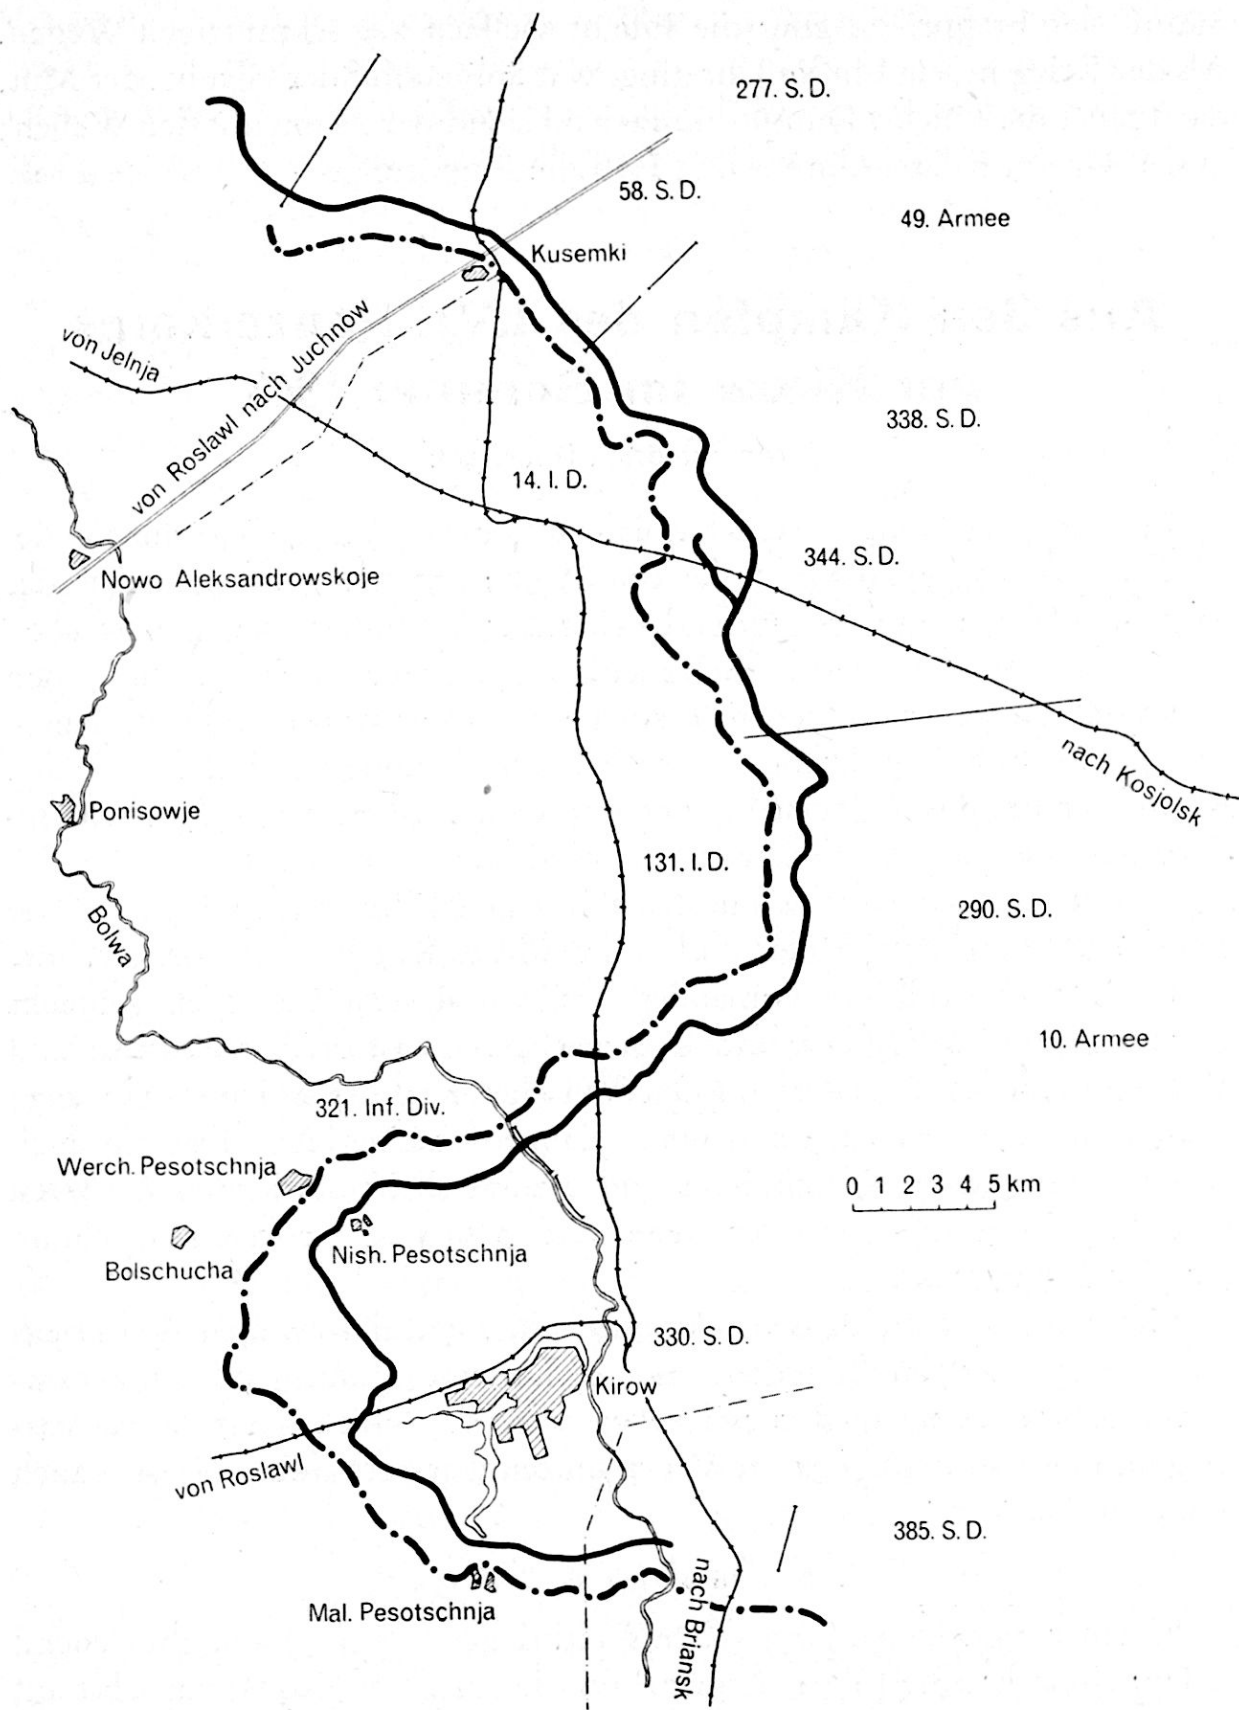 277. S. D.
58. S. D.
49. Armee
Kusemki
von Jelnja
von Roslawl nach Juchnow
338. S. D.
14. I. D.
344. S. D.
Nowo Aleksandrowskoje
nach Kosjolsk
Ponisowje
131. I. D.
290. S. D.
Bolwa
10. Armee
321. Inf. Div.
Werch. Pesotschnja
0 1 2 3 4 5 km
Nish. Pesotschnja
Bolschucha
330. S. D.
Kirow
von Roslawl
385. S. D.
nach Briansk
Mal. Pesotschnja